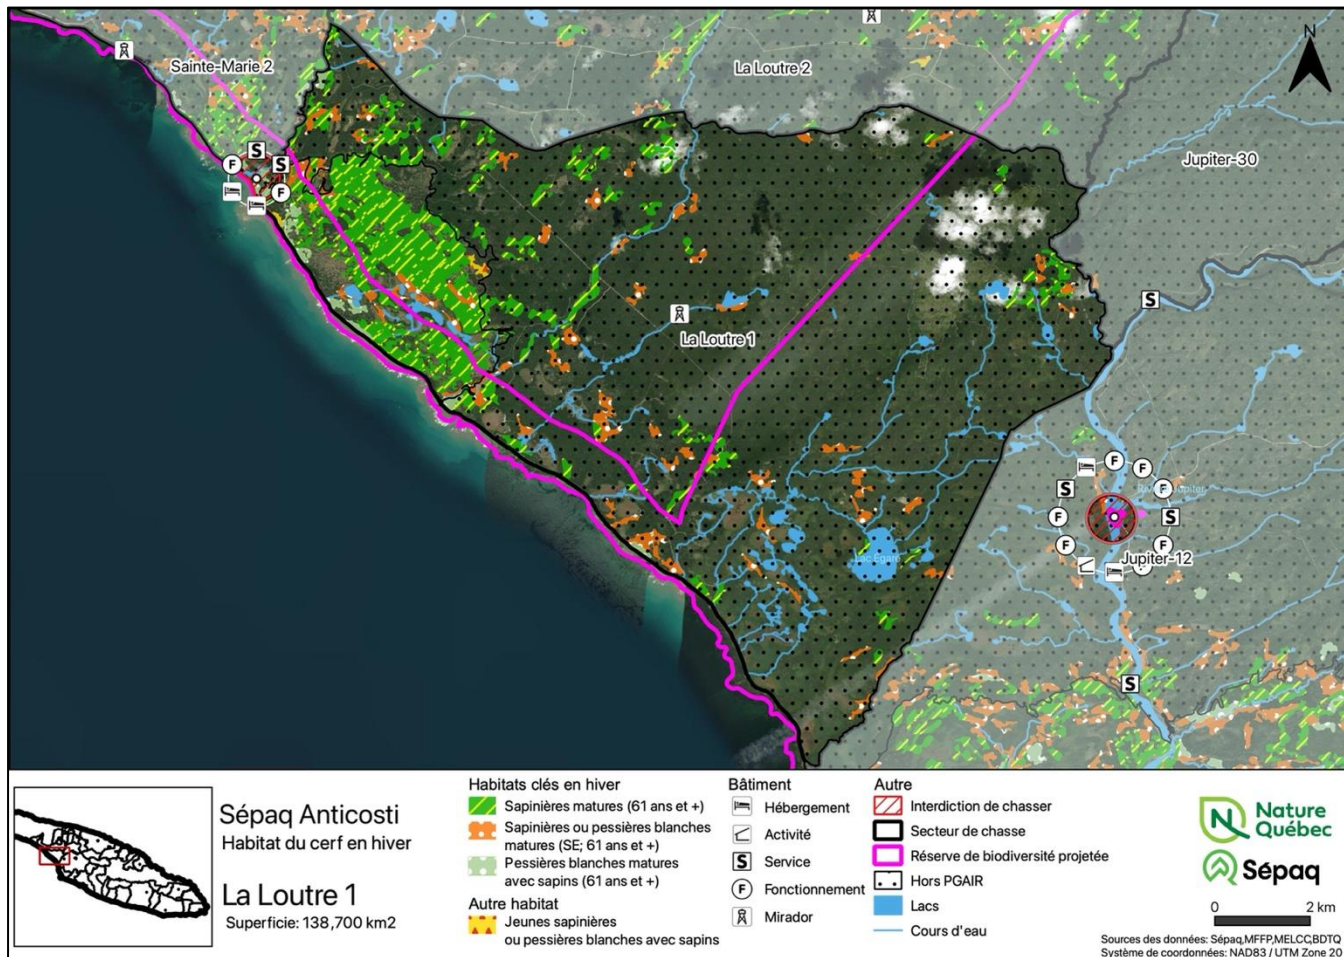 N
Sainte-Marie 2
La Loutre 2
Jupiter-30
S
S
F
F
La Loutre 1
S
F
F
F
S
F
S
F
F
Lac Égaré
Jupiter-12
S
Sépaq Anticosti
Habitat du cerf en hiver
La Loutre 1
Superficie: 138,700 km2
Habitats clés en hiver
Sapinières matures (61 ans et +)
Sapinières ou pessières blanches
matures (SE; 61 ans et +)
Pessières blanches matures
avec sapins (61 ans et +)
Autre habitat
Jeunes sapinières
ou pessières blanches avec sapins
Bâtiment
Hébergement
Activité
S Service
F Fonctionnement
Mirador
Autre
Interdiction de chasser
Secteur de chasse
Réserve de biodiversité projetée
Hors PGAIR
Lacs
Cours d'eau
Nature
Québec
Sépaq
0 2 km
Sources des données: Sépaq,MFFP,MELCC,BDTQ
Système de coordonnées: NAD83 / UTM Zone 20